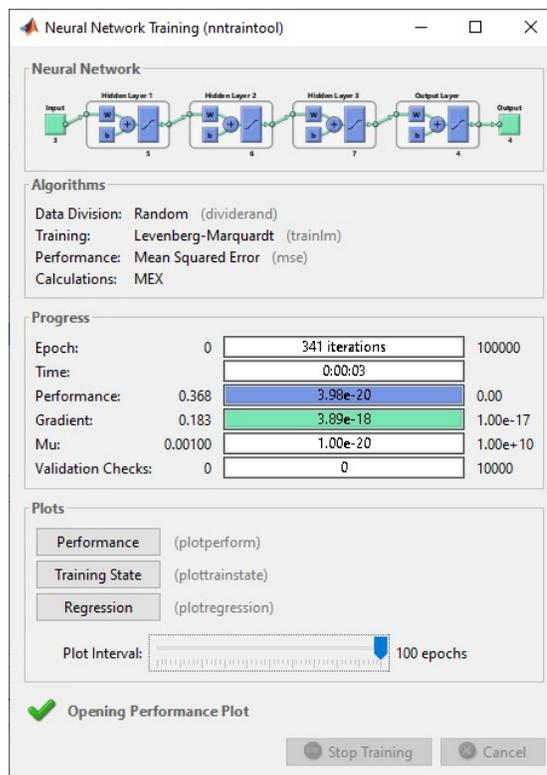 Neural Network Training (nntraintool)
Neural Network
Hidden Layer 1 Hidden Layer 2 Hidden Layer 3 Output Layer
Input Output
W W W W
b b b b
3 5 6 7 4 4
Algorithms
Data Division: Random (dividerand)
Training: Levenberg-Marquardt (trainlm)
Performance: Mean Squared Error (mse)
Calculations: MEX
Progress
Epoch: 0 341 iterations 100000
Time: 0:00:03
Performance: 0.368 3.98e-20 0.00
Gradient: 0.183 3.89e-18 1.00e-17
Mu: 0.00100 1.00e-20 1.00e+10
Validation Checks: 0 0 10000
Plots
Performance (plotperform)
Training State (plottrainstate)
Regression (plotregression)
Plot Interval: 100 epochs
Opening Performance Plot
Stop Training Cancel